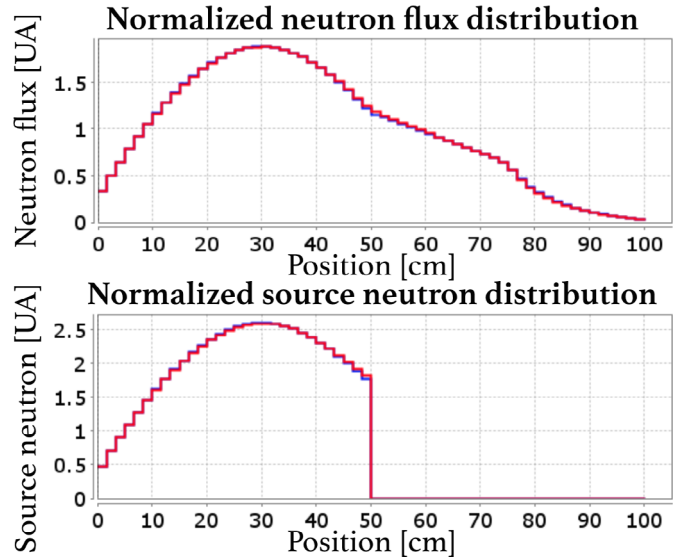 Normalized neutron flux distribution
Neutron flux [UA]
1.5
1
0.5
0
0 10 20 30 40 50 60 70 80 90 100
Position [cm]
Normalized source neutron distribution
Source neutron [UA]
2.5
2
1.5
1
0.5
0
0 10 20 30 40 50 60 70 80 90 100
Position [cm]